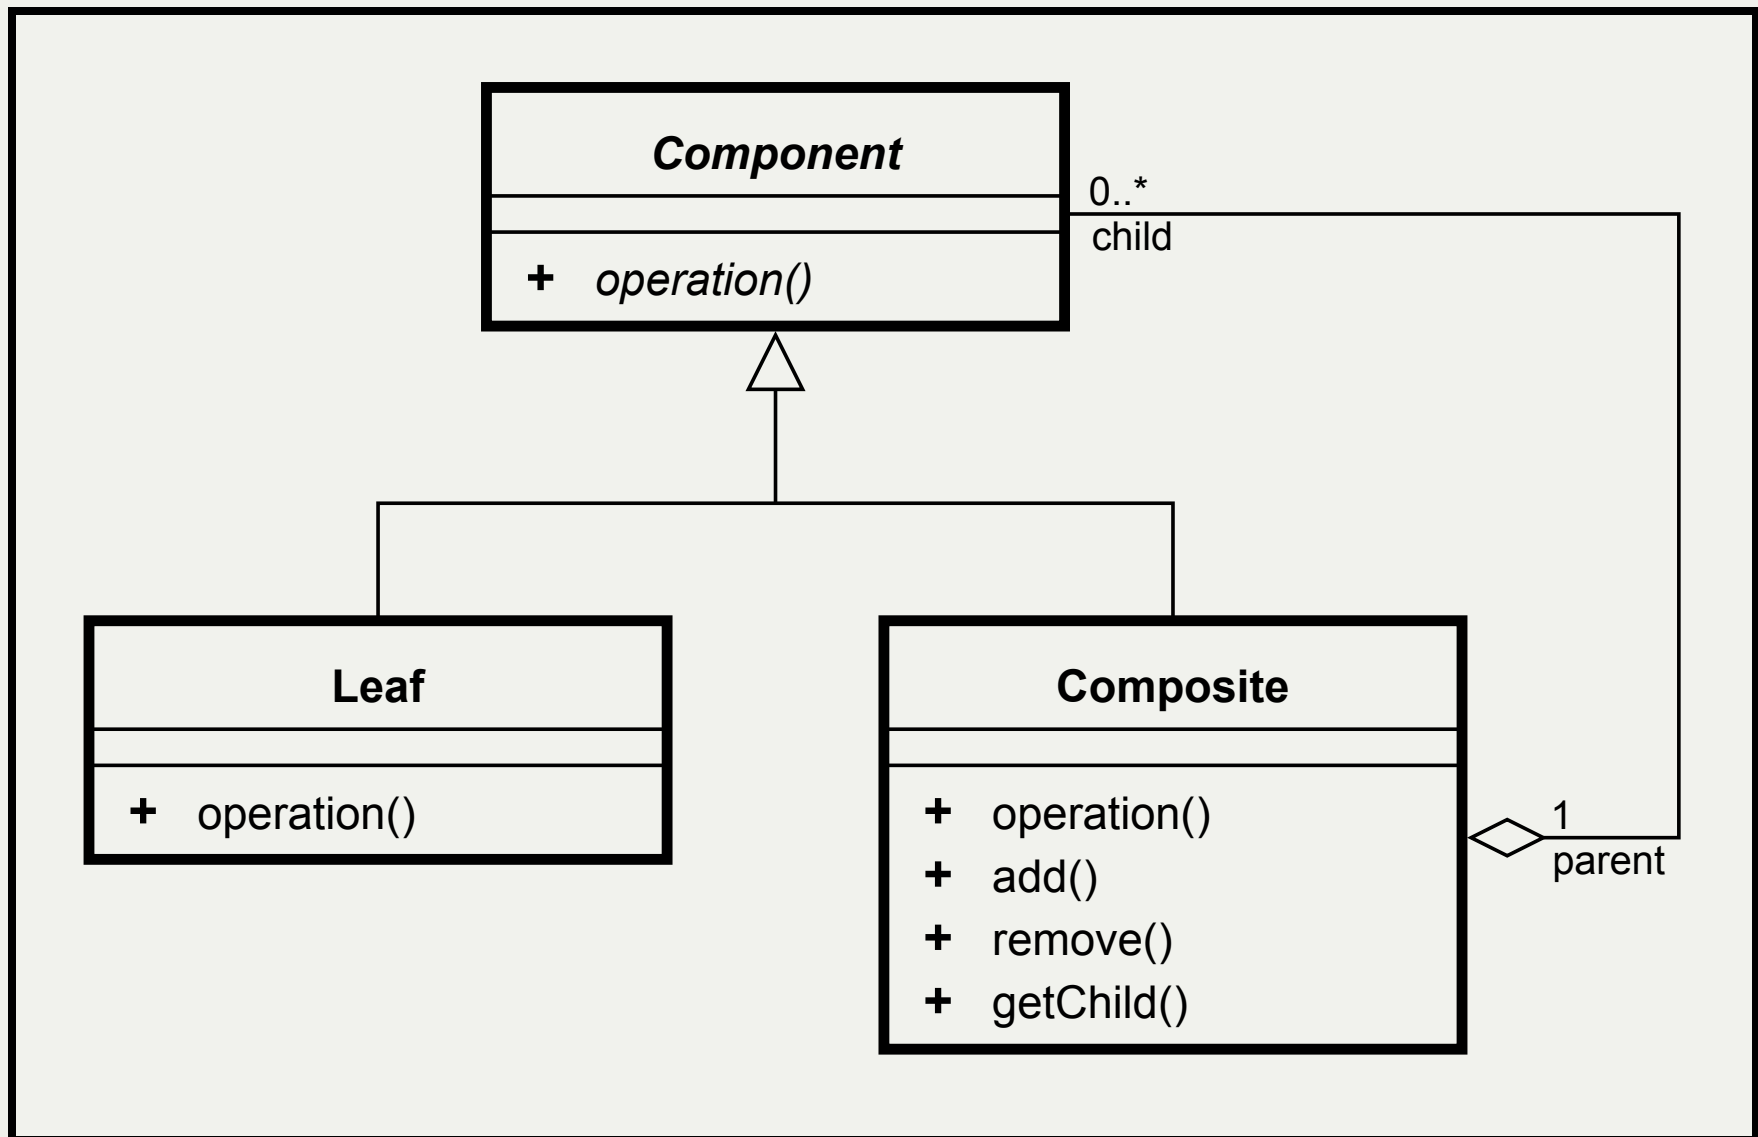 Component
0..*
child
+ operation()
Leaf
+ operation()
Composite
+ operation()
+ add()
+ remove()
+ getChild()
1
parent